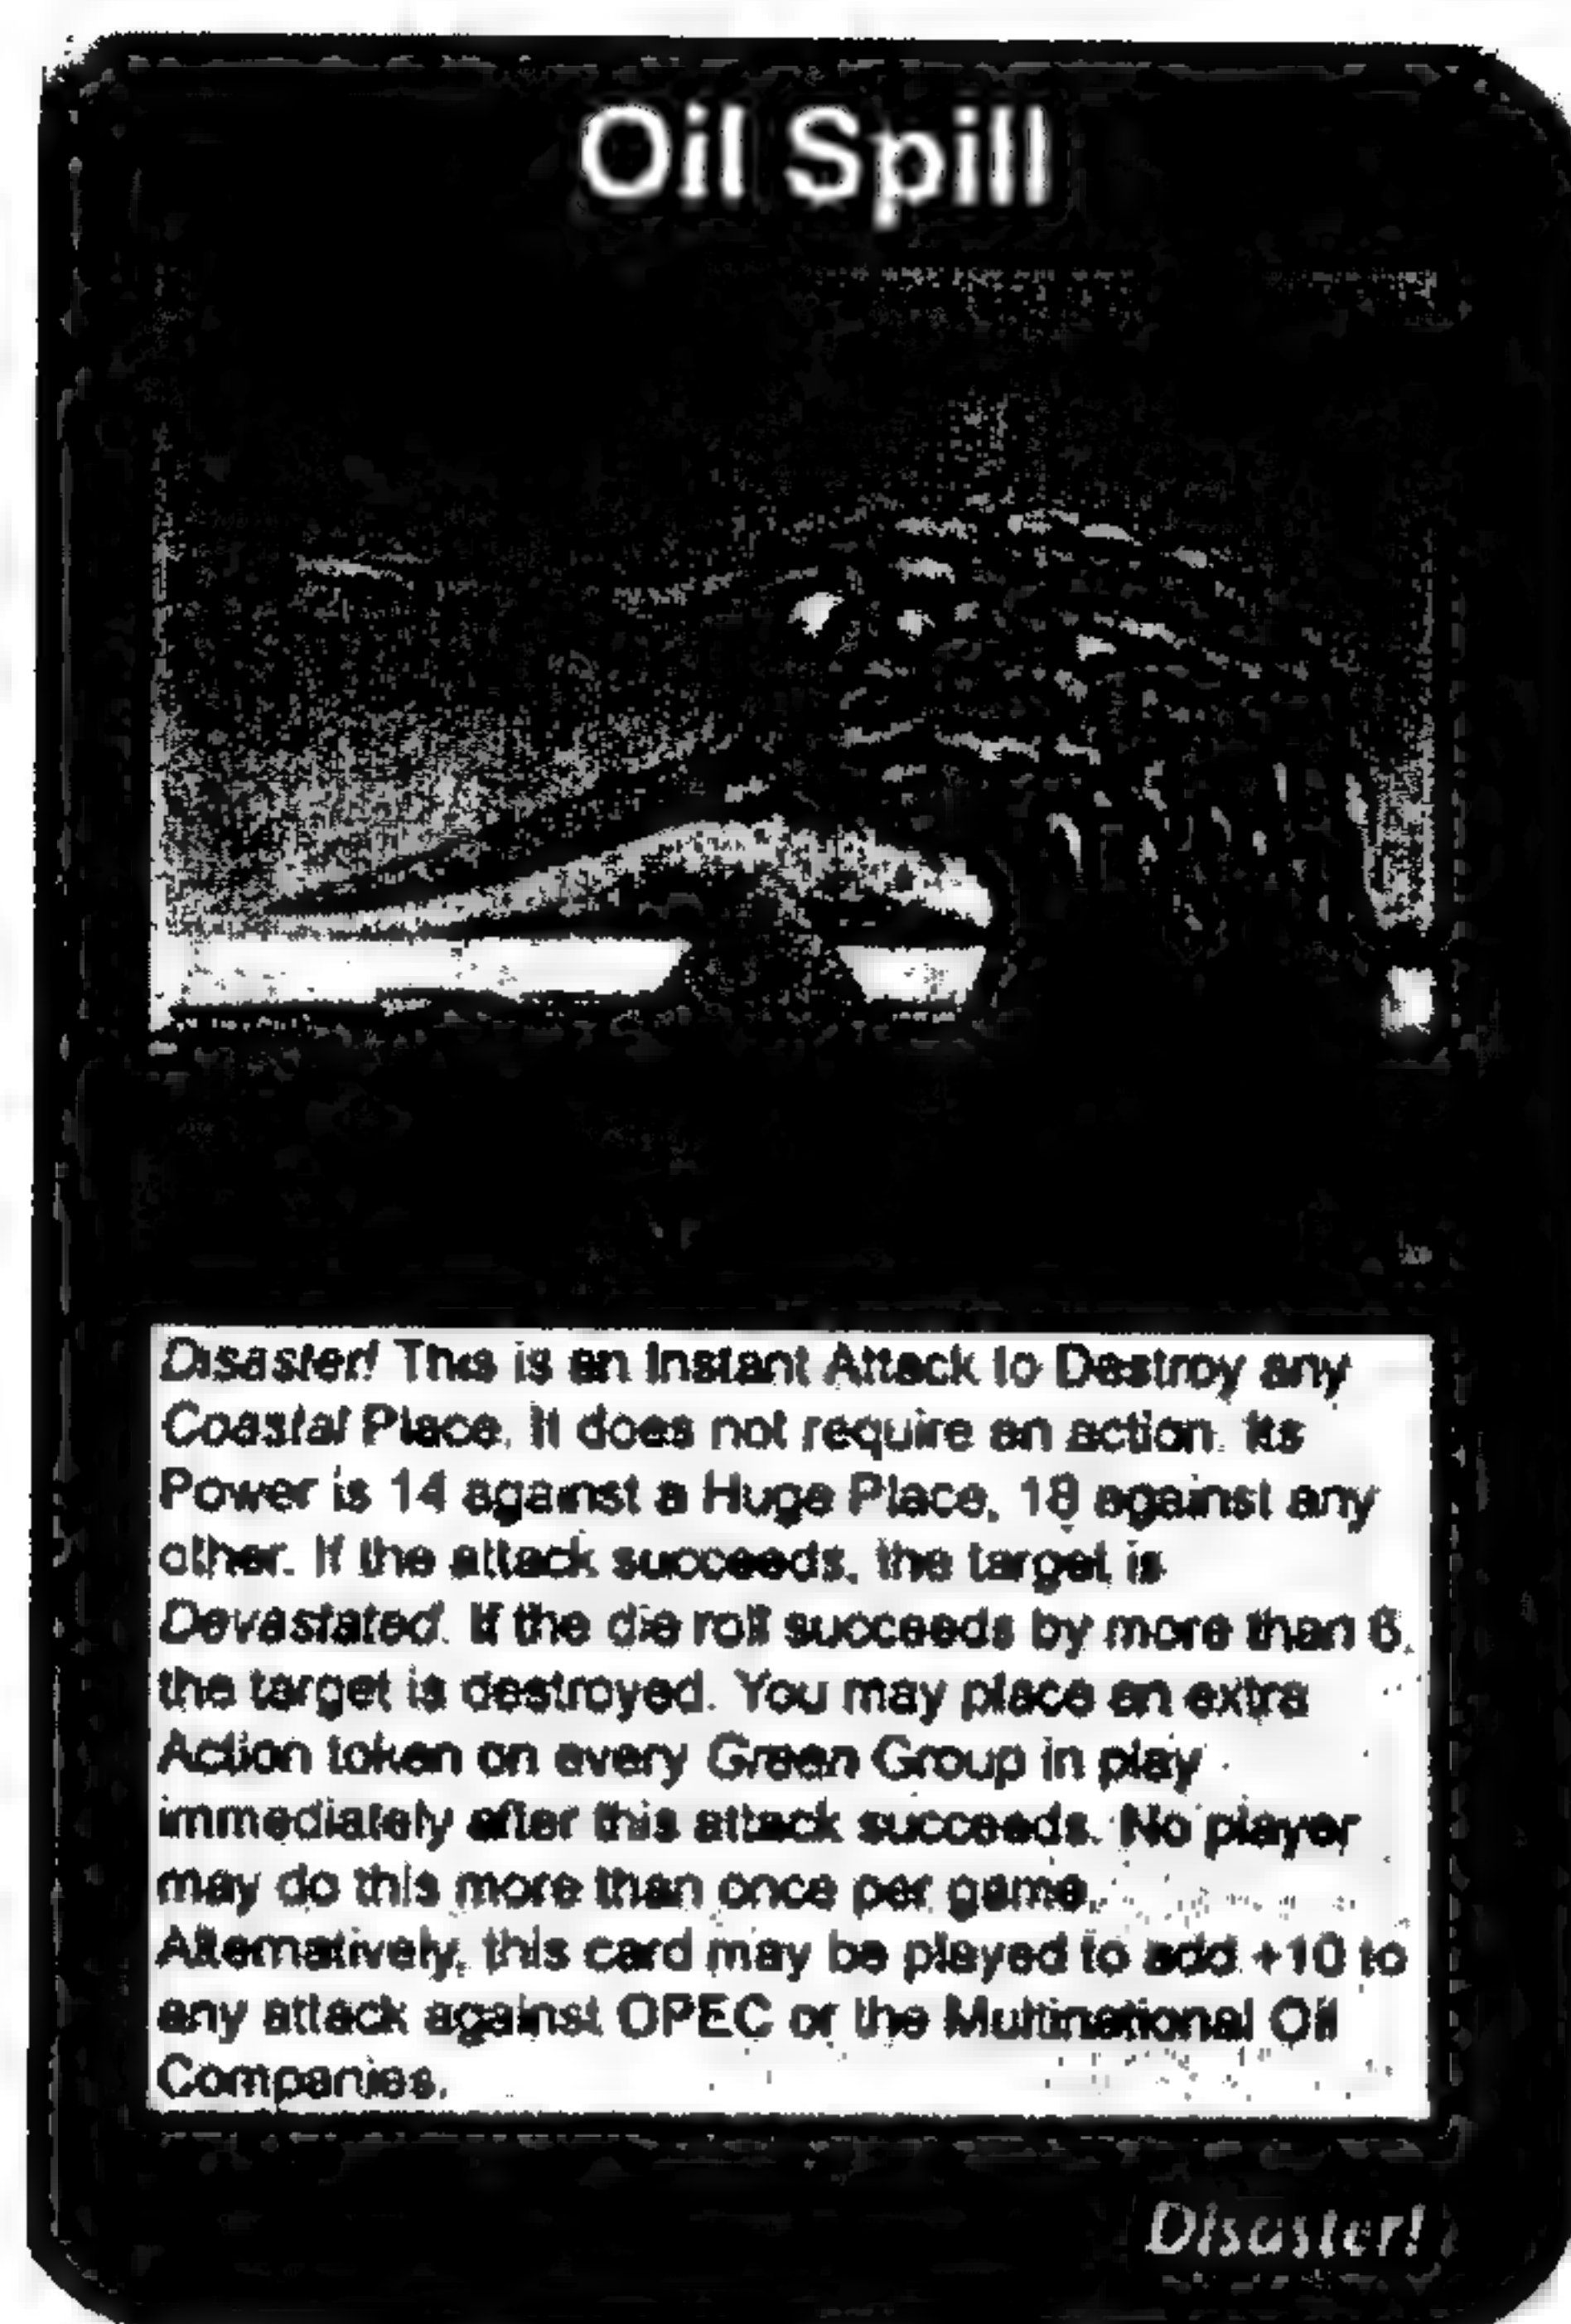 Oil Spill
Disaster! This is an Instant Attack to Destroy any
Coastal Place. It does not require an action. Its
Power is 14 against a Huge Place, 18 against any
other. If the attack succeeds, the target is
Devastated. If the die roll succeeds by more than 6,
the target is destroyed. You may place an extra
Action token on every Green Group in play
immediately after this attack succeeds. No player
may do this more than once per game.
Alternatively, this card may be played to add +10 to
any attack against OPEC or the Multinational Oil
Companies.
Disaster!